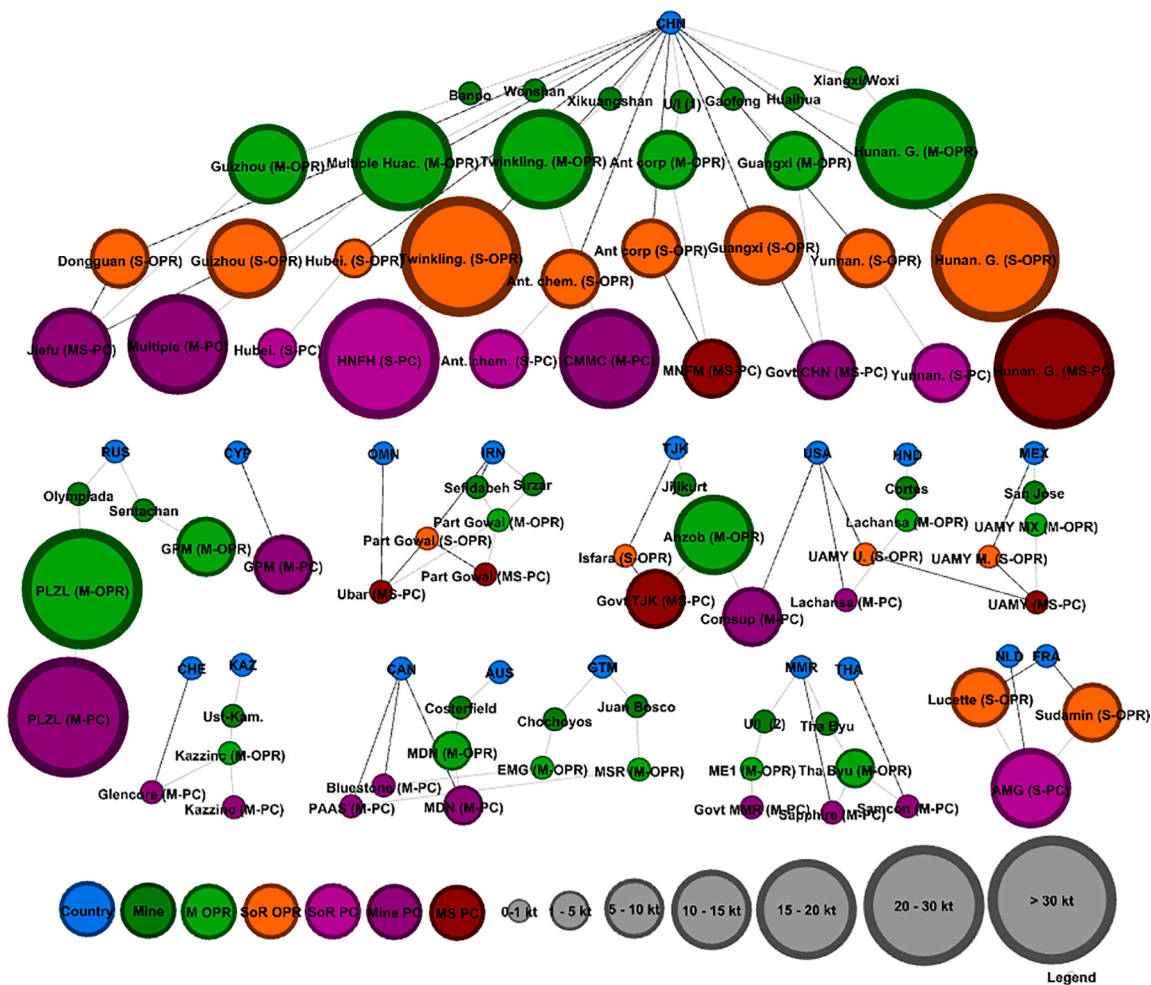 CHN
Banpo
Wenshan
Xikuangshan
U/I (1)
Gaofeng
Huaihua
Xiangxi/Woxi
Guizhou (M-OPR)
Multiple Huac. (M-OPR)
Twinkling. (M-OPR)
Ant corp (M-OPR)
Guangxi (M-OPR)
Hunan. G. (M-OPR)
Dongguan (S-OPR)
Guizhou (S-OPR)
Hubei. (S-OPR)
Twinkling. (S-OPR)
Ant. chem. (S-OPR)
Ant corp (S-OPR)
Guangxi (S-OPR)
Yunnan. (S-OPR)
Hunan. G. (S-OPR)
Jiefu (MS-PC)
Multiple (M-PC)
Hubei. (S-PC)
HNFH (S-PC)
Ant. chem. (S-PC)
CMMC (M-PC)
MNFM (MS-PC)
Govt CHN (MS-PC)
Yunnan. (S-PC)
Hunan. G. (MS-PC)
RUS
CYP
OMN
IRN
TJK
USA
HND
MEX
Olympiada
Sentachan
Sefidabeh
Sirzar
Jijikurt
Cortes
San Jose
PLZL (M-OPR)
GPM (M-OPR)
GPM (M-PC)
Part Gowal (M-OPR)
Part Gowal (S-OPR)
Part Gowal (MS-PC)
Ubar (MS-PC)
Anzob (M-OPR)
Isfara (S-OPR)
Govt TJK (MS-PC)
Comsup (M-PC)
Lachansa (M-OPR)
UAMY U. (S-OPR)
Lachansa (M-PC)
UAMY MX (M-OPR)
UAMY M. (S-OPR)
UAMY (MS-PC)
PLZL (M-PC)
CHE
KAZ
CAN
AUS
GTM
MMR
THA
NLD
FRA
Ust-Kam.
Kazzinc (M-OPR)
Glencore (M-PC)
Kazzinc (M-PC)
Costerfield
MDN (M-OPR)
Bluestone (M-PC)
PAAS (M-PC)
MDN (M-PC)
Chochoyos
Juan Bosco
EMG (M-OPR)
MSR (M-OPR)
U/I (2)
Tha Byu
ME1 (M-OPR)
Tha Byu (M-OPR)
Govt MMR (M-PC)
Sapphire (M-PC)
Samcon (M-PC)
Lucette (S-OPR)
Sudamin (S-OPR)
AMG (S-PC)
Country
Mine
M OPR
SoR OPR
SoR PC
Mine PC
MS PC
0-1 kt
1 - 5 kt
5 - 10 kt
10 - 15 kt
15 - 20 kt
20 - 30 kt
> 30 kt
Legend